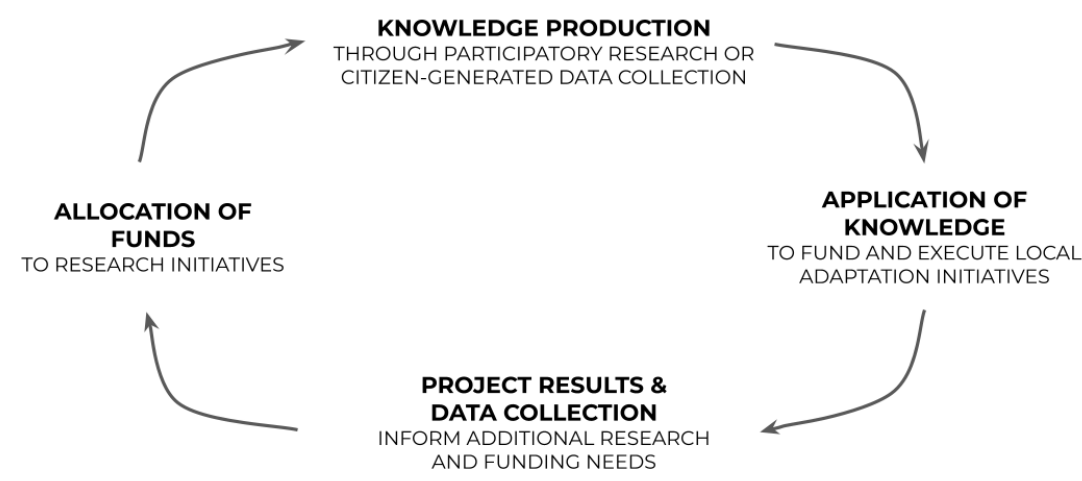 KNOWLEDGE PRODUCTION
THROUGH PARTICIPATORY RESEARCH OR
CITIZEN-GENERATED DATA COLLECTION
APPLICATION OF
KNOWLEDGE
TO FUND AND EXECUTE LOCAL
ADAPTATION INITIATIVES
PROJECT RESULTS &
DATA COLLECTION
INFORM ADDITIONAL RESEARCH
AND FUNDING NEEDS
ALLOCATION OF
FUNDS
TO RESEARCH INITIATIVES